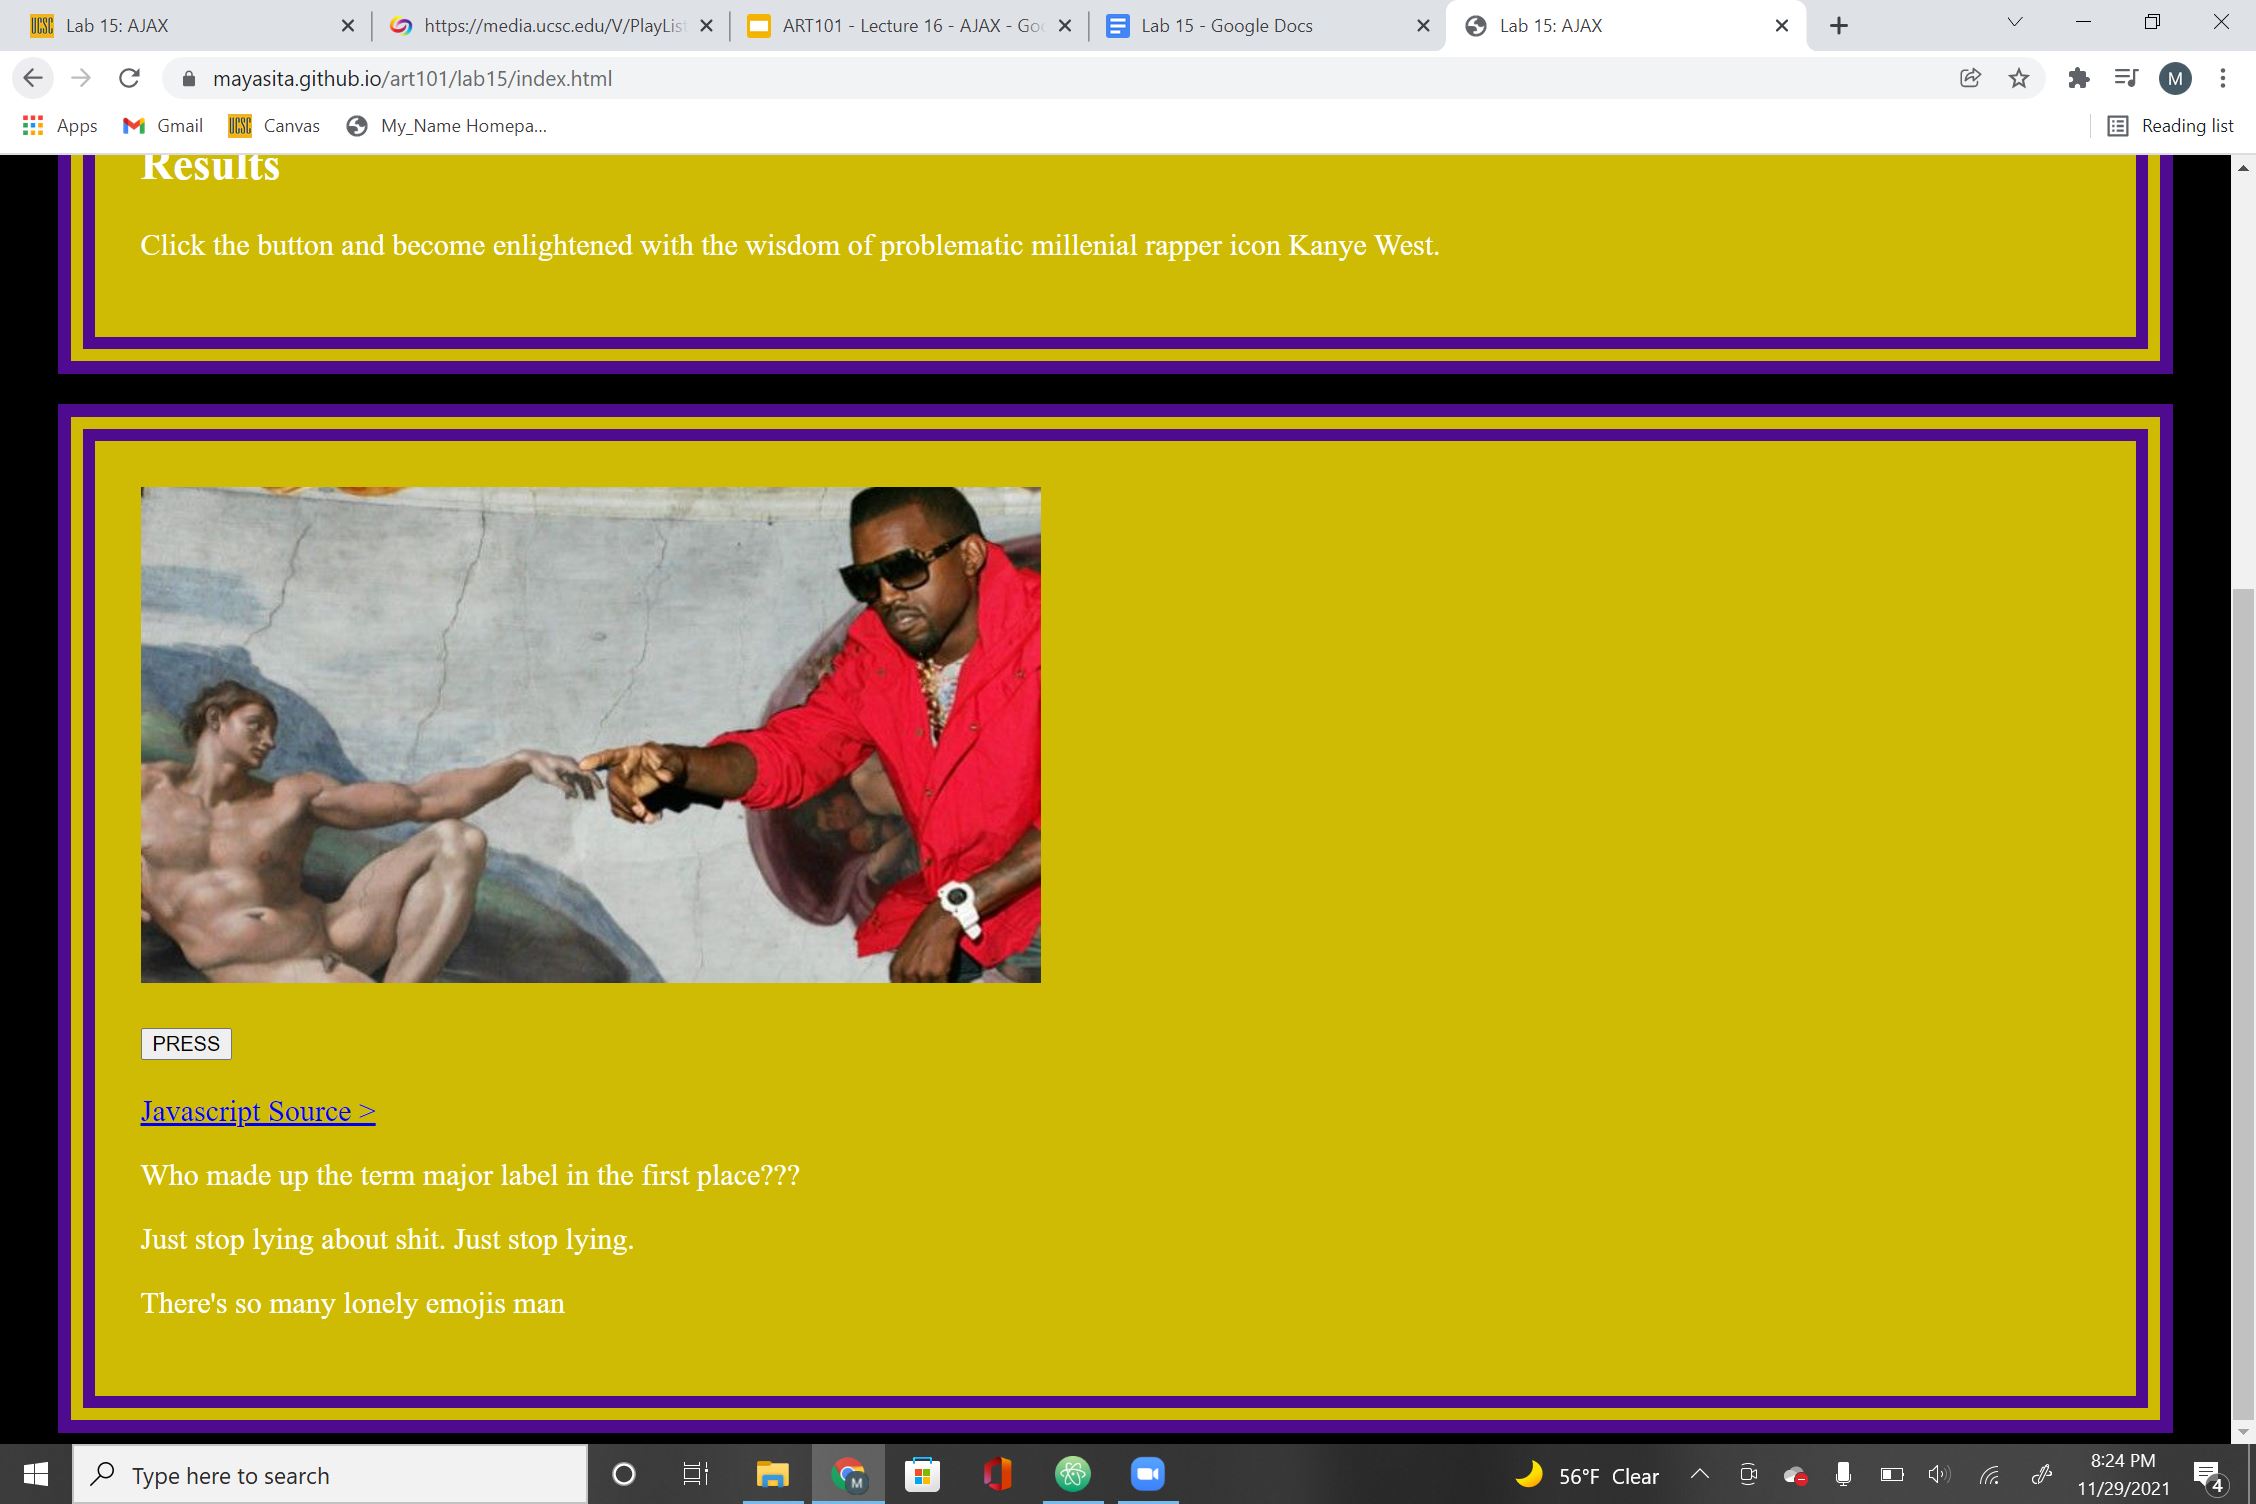 Lab 15: AJAX
https://media.ucsc.edu/V/PlayList
ART101 - Lecture 16 - AJAX - Goo
Lab 15 - Google Docs
Lab 15: AJAX
mayasita.github.io/art101/lab15/index.html
M
Apps
Gmail
UCSC
Canvas
My_Name Homepa...
Reading list
Results
Click the button and become enlightened with the wisdom of problematic millenial rapper icon Kanye West.
PRESS
Javascript Source >
Who made up the term major label in the first place???
Just stop lying about shit. Just stop lying.
There's so many lonely emojis man
Type here to search
M
56°F Clear
8:24 PM
11/29/2021
4